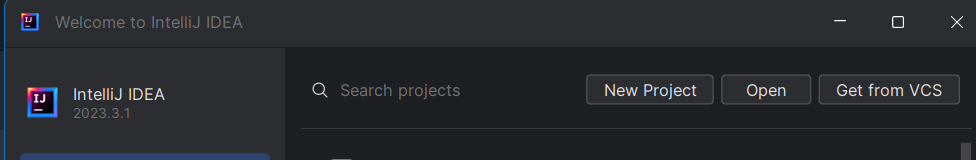 Welcome to IntelliJ IDEA
IntelliJ IDEA
2023.3.1
Search projects
New Project
Open
Get from VCS